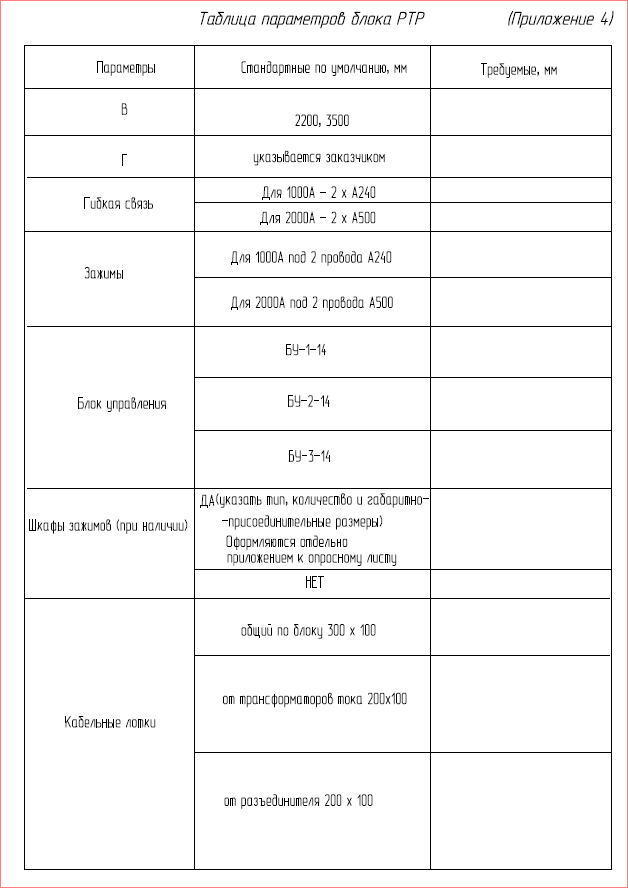 Таблица параметров блока РТР (Приложение 4)
Параметры Стандартные по умолчанию, мм Требуемые, мм
В 2200, 3500
Г указывается заказчиком
Гибкая связь
Для 1000А – 2 х А240
Для 2000А – 2 х А500
Зажимы
Для 1000А под 2 провода А240
Для 2000А под 2 провода А500
Блок управления
БУ-1-14
БУ-2-14
БУ-3-14
Шкафы зажимов (при наличии)
ДА(указать тип, количество и габаритно-
-присоединительные размеры)
Оформляются отдельно
приложением к опросному листу
НЕТ
Кабельные лотки
общий по блоку 300 х 100
от трансформаторов тока 200х100
от разъединителя 200 х 100